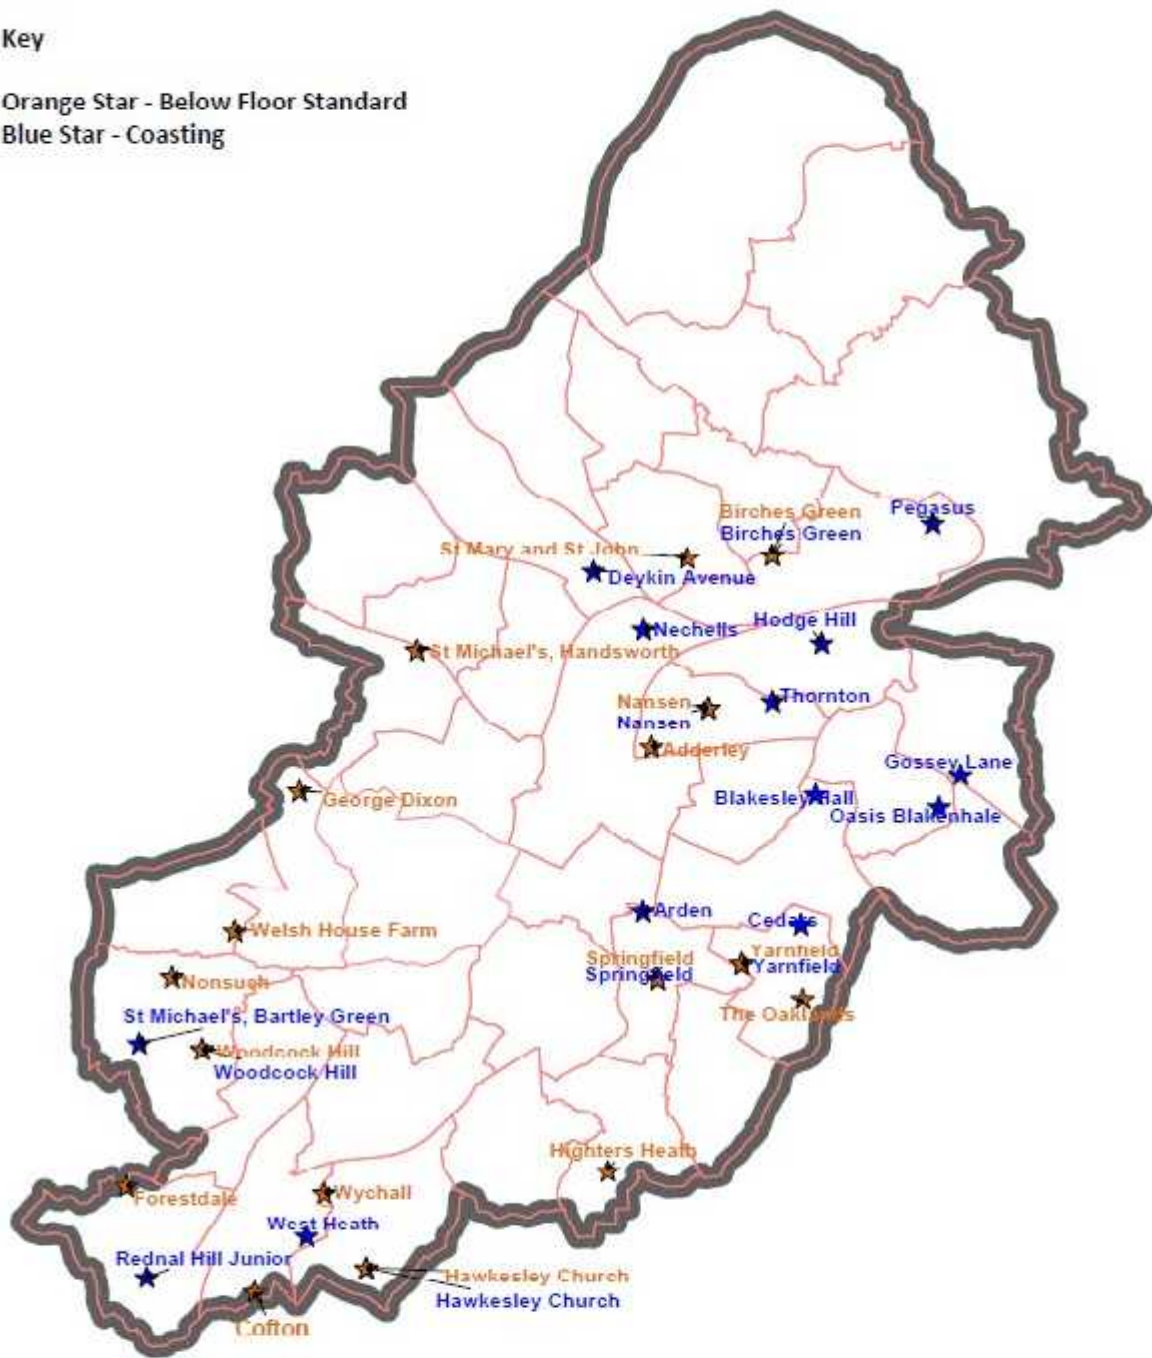 Key
Orange Star - Below Floor Standard
Blue Star - Coasting
Birches Green
Birches Green
Pegasus
St Mary and St John
Deykin Avenue
Nechells
Hodge Hill
St Michael's, Handsworth
Nansen
Nansen
Thornton
Adderley
Gossey Lane
George Dixon
Blakesley Hall
Oasis Blakenhale
Arden
Cedars
Welsh House Farm
Springfield
Springfield
Yarnfield
Yarnfield
Nonsuch
The Oaklands
St Michael's, Bartley Green
Woodcock Hill
Woodcock Hill
Highters Heath
Forestdale
Wychall
West Heath
Rednal Hill Junior
Hawkesley Church
Hawkesley Church
Cofton